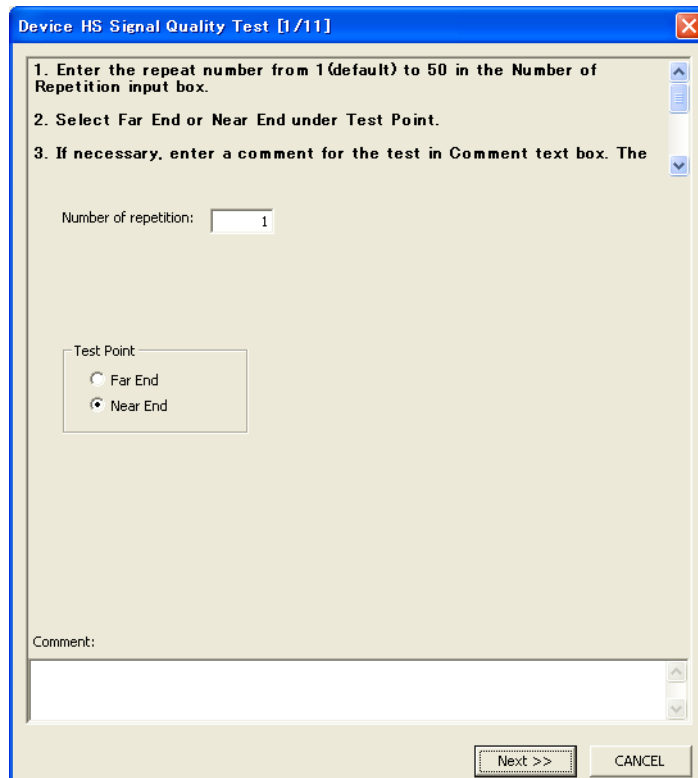 Device HS Signal Quality Test [1/11]
1. Enter the repeat number from 1(default) to 50 in the Number of
Repetition input box.
2. Select Far End or Near End under Test Point.
3. If necessary, enter a comment for the test in Comment text box. The
Number of repetition: 1
Test Point
Far End
Near End
Comment:
Next >> CANCEL